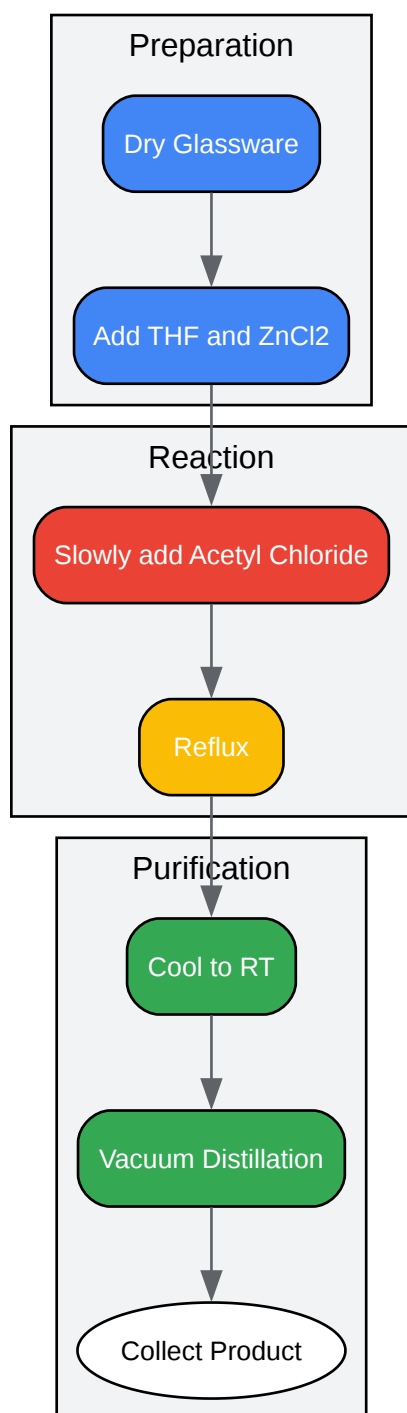 Preparation
Dry Glassware
Add THF and ZnCl2
Reaction
Slowly add Acetyl Chloride
Reflux
Purification
Cool to RT
Vacuum Distillation
Collect Product